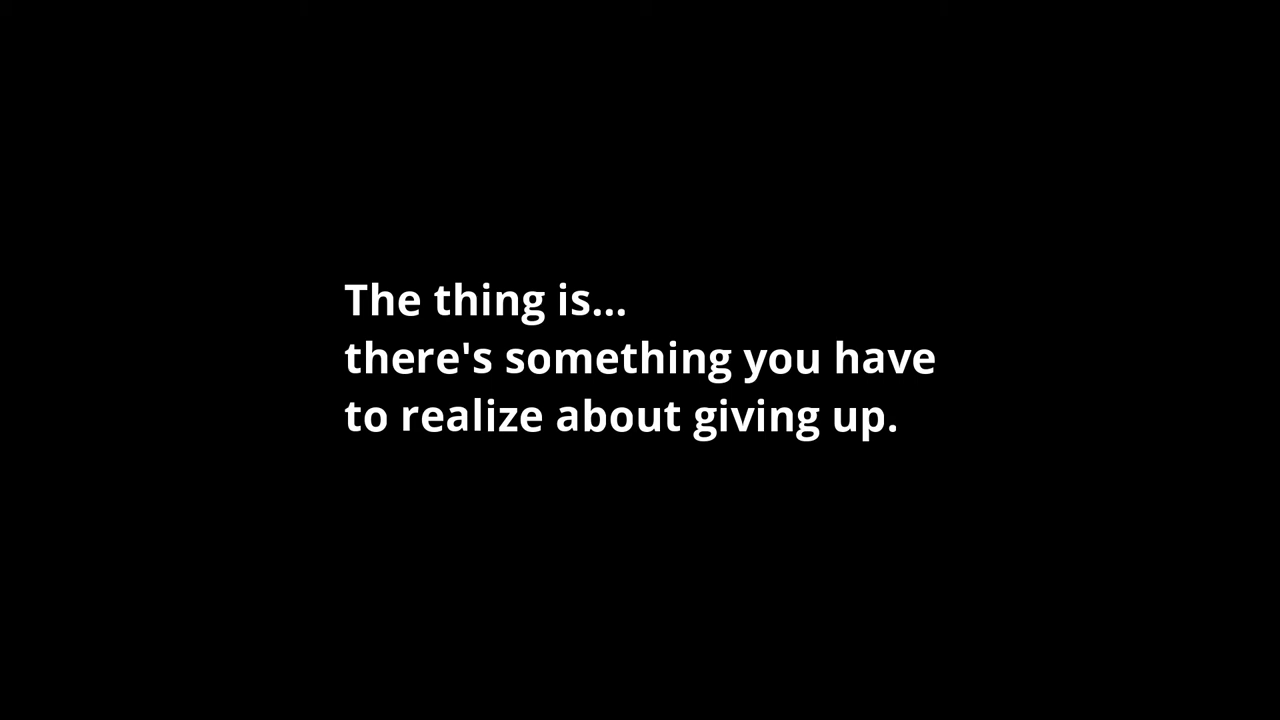 The thing is...
there's something you have
to realize about giving up.